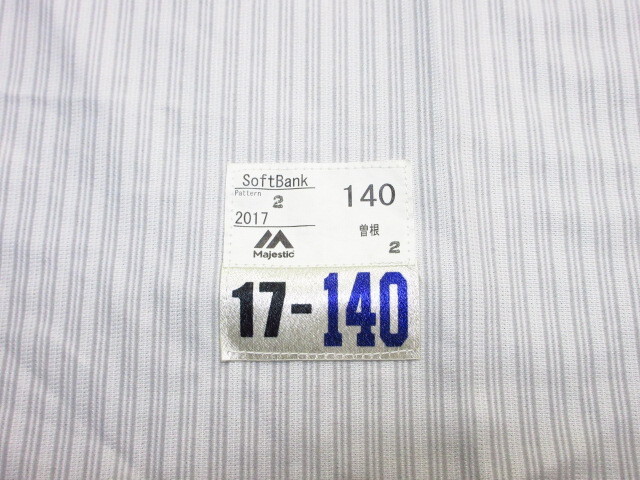 SoftBank
Pattern
2
140
2017
曽根
2
Majestic
17-140